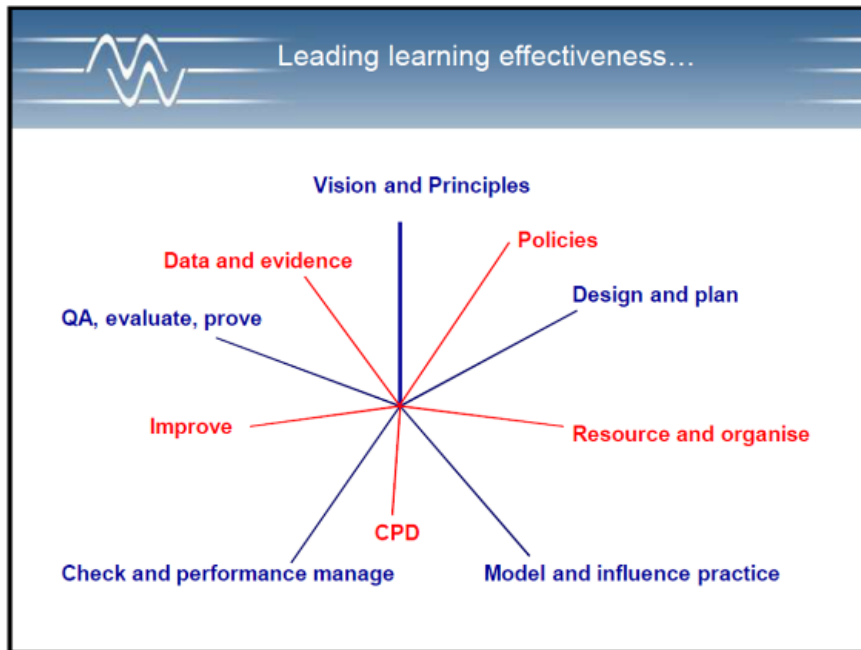 Leading learning effectiveness…
Vision and Principles
Policies
Data and evidence
Design and plan
QA, evaluate, prove
Improve
Resource and organise
CPD
Check and performance manage
Model and influence practice